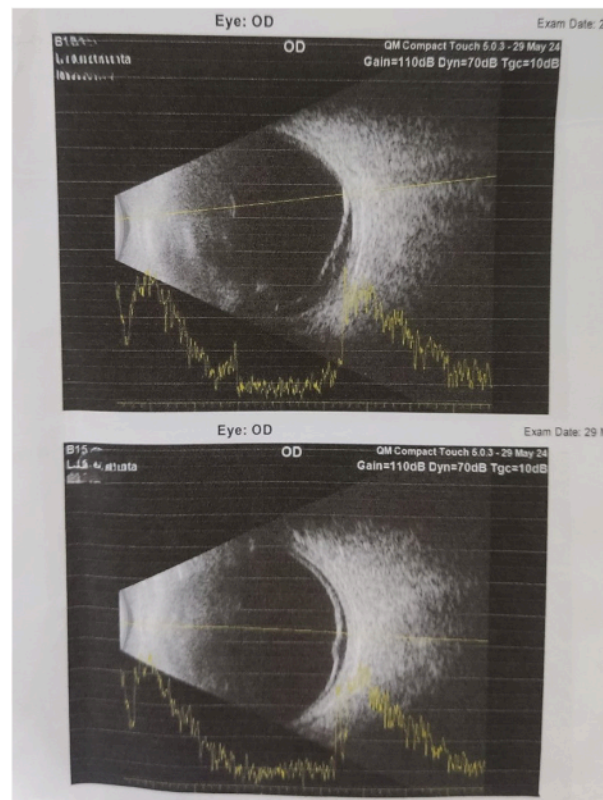 Eye: OD
Exam Date: 2
OD
QM Compact Touch 5.0.3 - 29 May 24
Gain=110dB Dyn=70dB Tgc=10dB
Eye: OD
Exam Date: 29 M
OD
QM Compact Touch 5.0.3 - 29 May 24
Gain=110dB Dyn=70dB Tgc=10dB